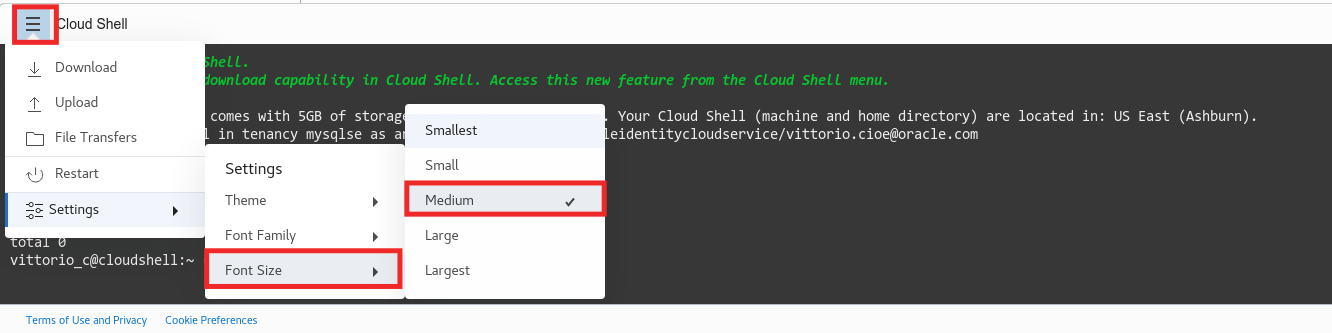 Cloud Shell
Download
Upload
File Transfers
Restart
Settings
Shell.
download capability in Cloud Shell. Access this new feature from the Cloud Shell menu.
comes with 5GB of storage
. Your Cloud Shell (machine and home directory) are located in: US East (Ashburn).
in tenancy mysqlse as
leidentitycloudservice/vittorio.cioe@oracle.com
Settings
Theme
Font Family
Font Size
Smallest
Small
Medium
Large
Largest
total 0
vittorio_c@cloudshell:~
Terms of Use and Privacy Cookie Preferences